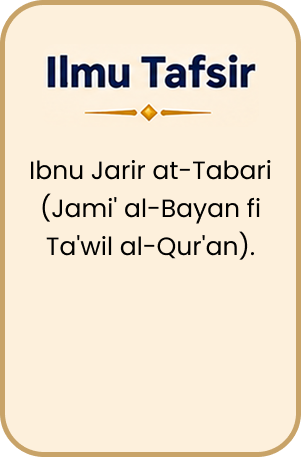 Ilmu Tafsir
Ibnu Jarir at-Tabari
(Jami' al-Bayan fi
Ta'wil al-Qur'an).